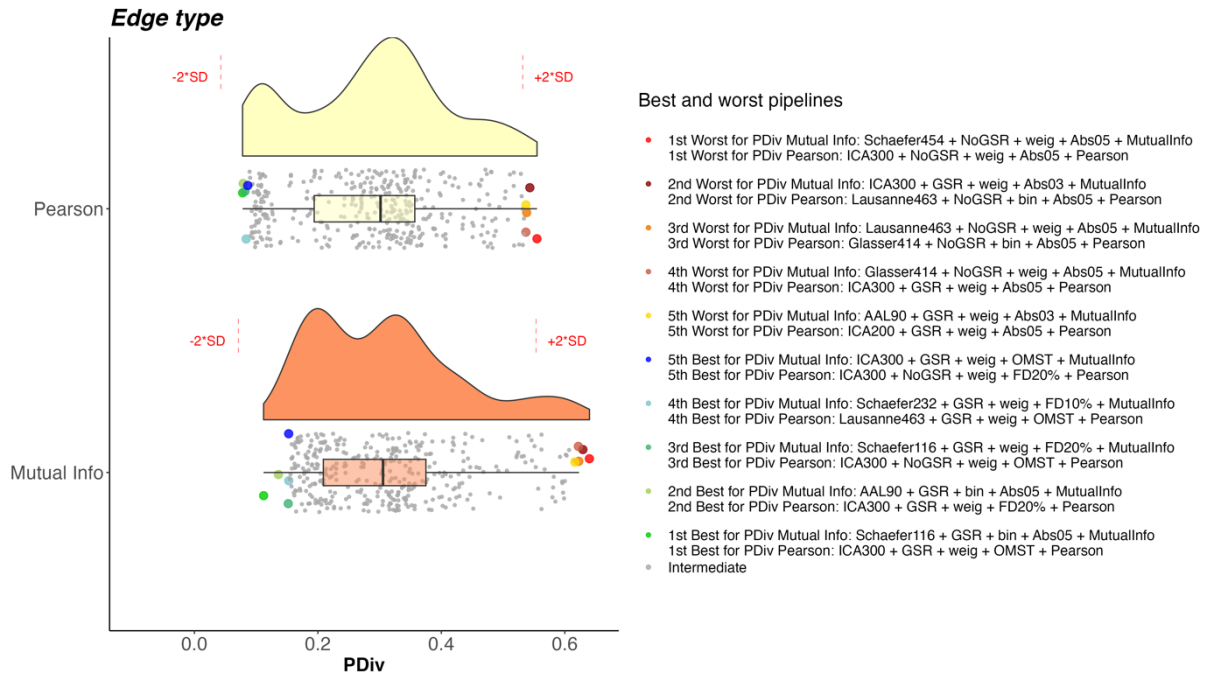 Edge type
-2*SD
+2*SD
Pearson
-2*SD
+2*SD
Mutual Info
0.0
0.2
0.4
0.6
PDiv
Best and worst pipelines
1st Worst for PDiv Mutual Info: Schaefer454 + NoGSR + weig + Abs05 + MutualInfo
1st Worst for PDiv Pearson: ICA300 + NoGSR + weig + Abs05 + Pearson
2nd Worst for PDiv Mutual Info: ICA300 + GSR + weig + Abs03 + MutualInfo
2nd Worst for PDiv Pearson: Lausanne463 + NoGSR + bin + Abs05 + Pearson
3rd Worst for PDiv Mutual Info: Lausanne463 + NoGSR + weig + Abs05 + MutualInfo
3rd Worst for PDiv Pearson: Glasser414 + NoGSR + bin + Abs05 + Pearson
4th Worst for PDiv Mutual Info: Glasser414 + NoGSR + weig + Abs05 + MutualInfo
4th Worst for PDiv Pearson: ICA300 + GSR + weig + Abs05 + Pearson
5th Worst for PDiv Mutual Info: AAL90 + GSR + weig + Abs03 + MutualInfo
5th Worst for PDiv Pearson: ICA200 + GSR + weig + Abs05 + Pearson
5th Best for PDiv Mutual Info: ICA300 + GSR + weig + OMST + MutualInfo
5th Best for PDiv Pearson: ICA300 + NoGSR + weig + FD20% + Pearson
4th Best for PDiv Mutual Info: Schaefer232 + GSR + weig + FD10% + MutualInfo
4th Best for PDiv Pearson: Lausanne463 + GSR + weig + OMST + Pearson
3rd Best for PDiv Mutual Info: Schaefer116 + GSR + weig + FD20% + MutualInfo
3rd Best for PDiv Pearson: ICA300 + NoGSR + weig + OMST + Pearson
2nd Best for PDiv Mutual Info: AAL90 + GSR + bin + Abs05 + MutualInfo
2nd Best for PDiv Pearson: ICA300 + GSR + weig + FD20% + Pearson
1st Best for PDiv Mutual Info: Schaefer116 + GSR + bin + Abs05 + MutualInfo
1st Best for PDiv Pearson: ICA300 + GSR + weig + OMST + Pearson
Intermediate